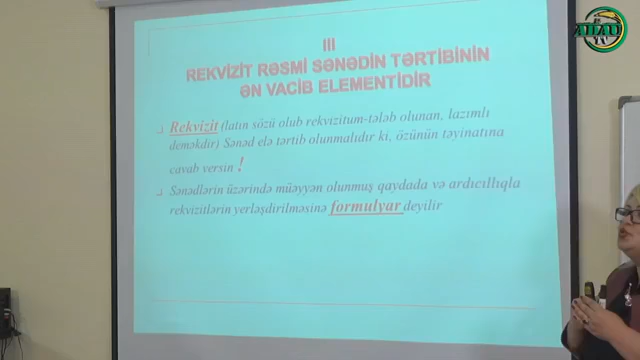 III
REKVİZİT RƏSMİ SƏNƏDİN TƏRTİBİNİN
ƏN VACİB ELEMENTİDİR
Rekvizit (latın sözü olub rekvizitum-tələb olunan, lazımlı
deməkdir) Sənəd elə tərtib olunmalıdır ki, özünün təyinatına
cavab versin !
Sənədlərin üzərində müəyyən olunmuş qaydada və ardıcıllıqla
rekvizitlərin yerləşdirilməsinə formulyar deyilir
ADAU
TV